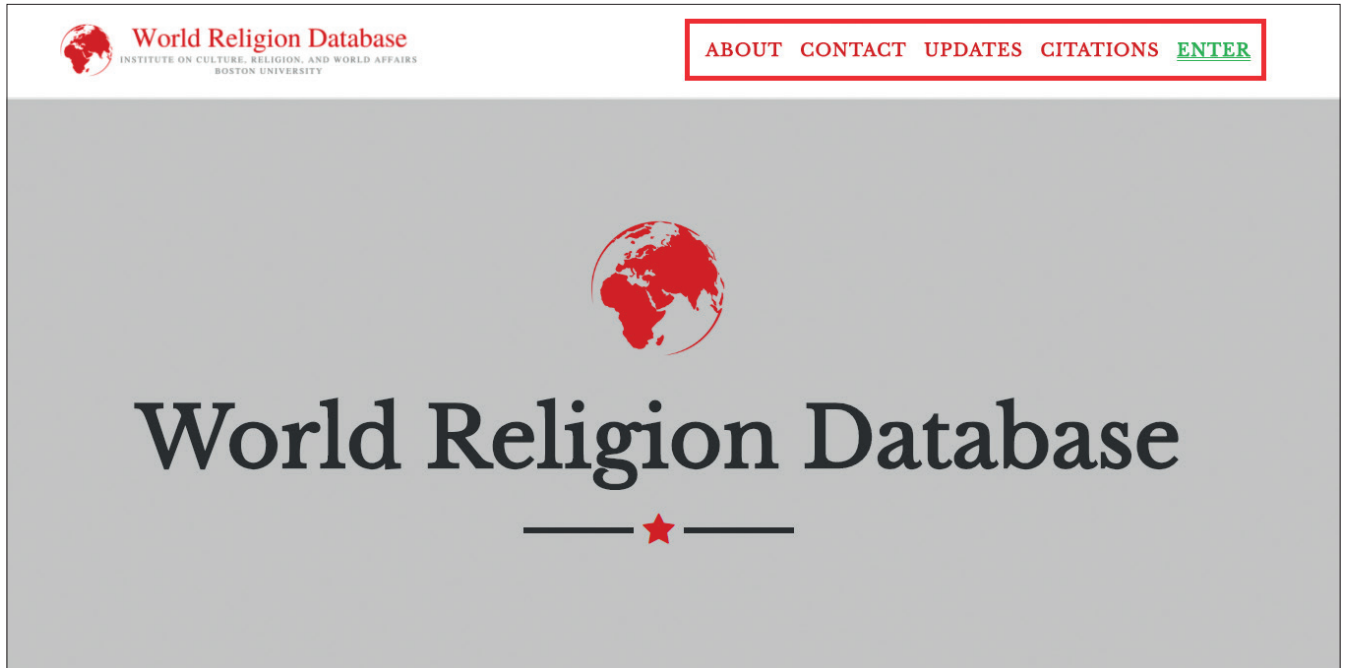 World Religion Database
INSTITUTE ON CULTURE, RELIGION, AND WORLD AFFAIRS
BOSTON UNIVERSITY
ABOUT CONTACT UPDATES CITATIONS ENTER
World Religion Database